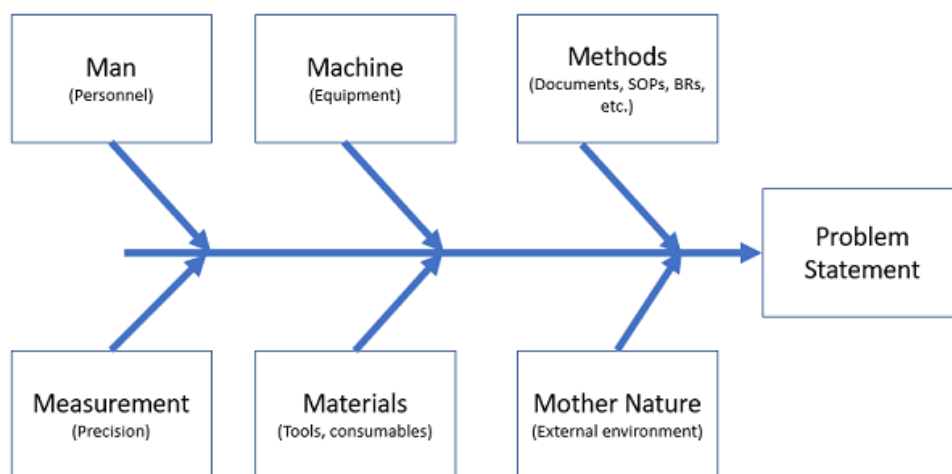 Man
(Personnel)
Machine
(Equipment)
Methods
(Documents, SOPs, BRs,
etc.)
Problem
Statement
Measurement
(Precision)
Materials
(Tools, consumables)
Mother Nature
(External environment)